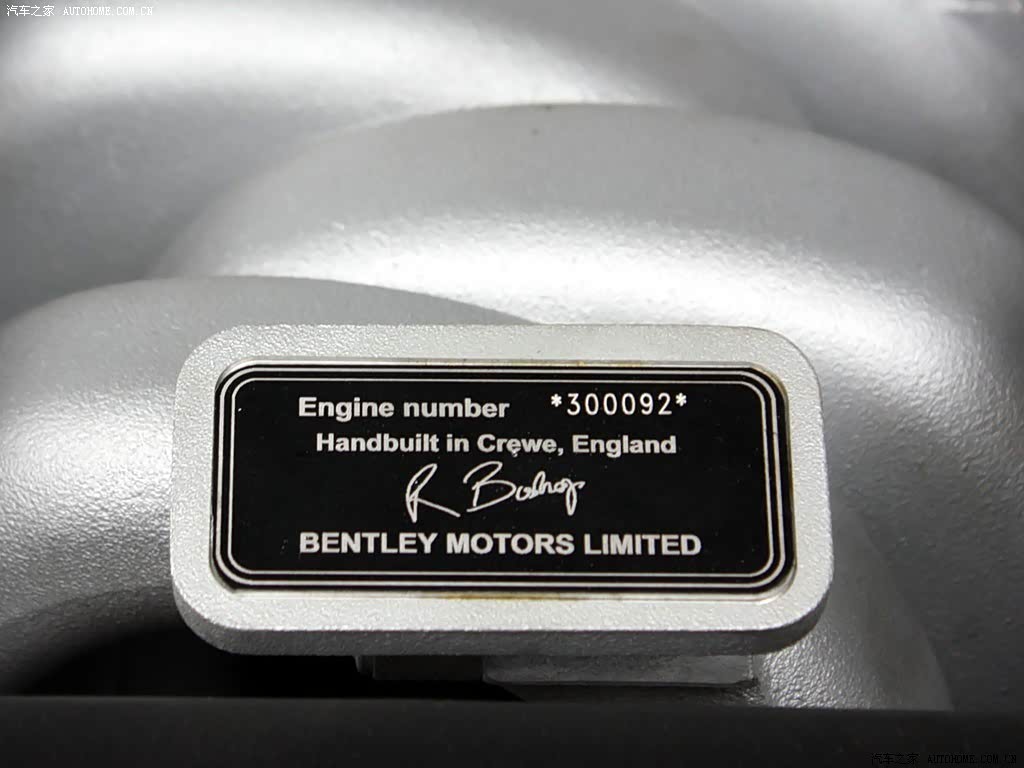 汽车之家 AUTOHOME.COM.CN
Engine number *300092*
Handbuilt in Crewe, England
R Bishop
BENTLEY MOTORS LIMITED
汽车之家 AUTOHOME.COM.CN